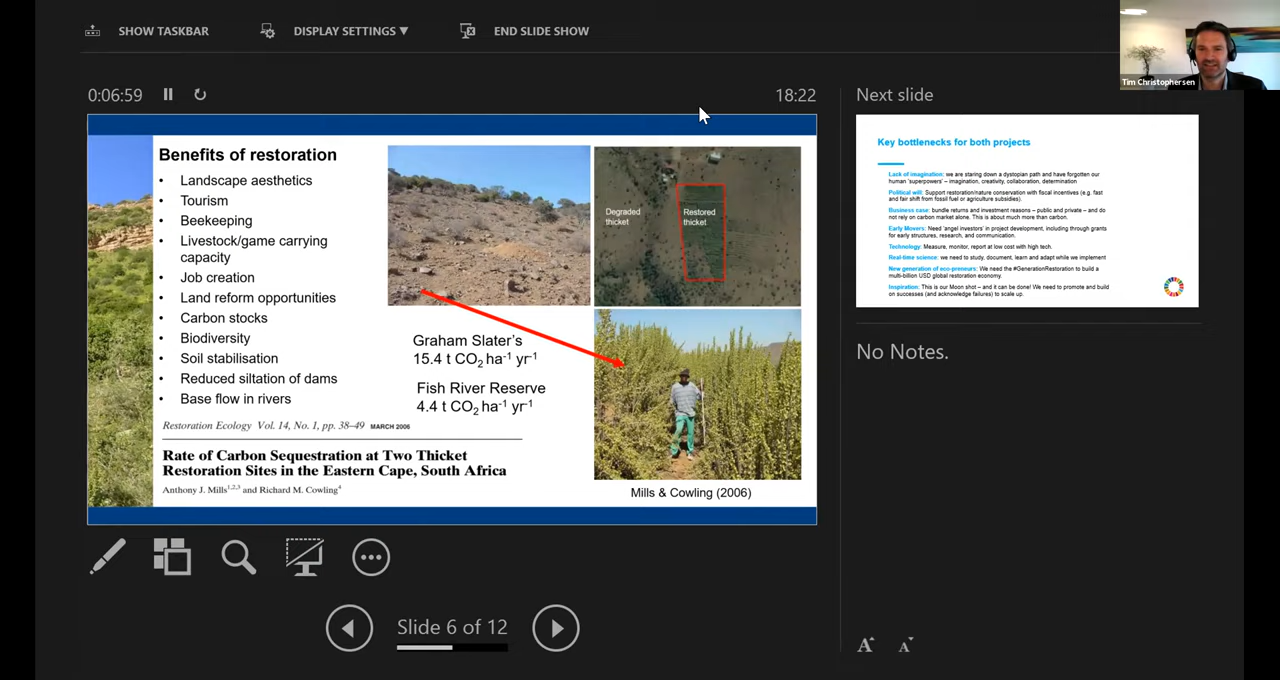 SHOW TASKBAR
DISPLAY SETTINGS ▼
END SLIDE SHOW
Tim Christophersen
0:06:59
18:22
Next slide
Benefits of restoration
• Landscape aesthetics
• Tourism
• Beekeeping
• Livestock/game carrying
capacity
• Job creation
• Land reform opportunities
• Carbon stocks
• Biodiversity
• Soil stabilisation
• Reduced siltation of dams
• Base flow in rivers
Degraded
thicket
Restored
thicket
Graham Slater's
15.4 t CO₂ ha⁻¹ yr⁻¹
Fish River Reserve
4.4 t CO₂ ha⁻¹ yr⁻¹
Restoration Ecology Vol. 14, No. 1, pp. 38–49 MARCH 2006
Rate of Carbon Sequestration at Two Thicket
Restoration Sites in the Eastern Cape, South Africa
Anthony J. Mills¹,²,³ and Richard M. Cowling⁴
Mills & Cowling (2006)
Key bottlenecks for both projects
Lack of imagination: we are staring down a dystopian path and have forgotten our
human 'superpowers' – imagination, creativity, collaboration, determination
Political will: Support restoration/nature conservation with fiscal incentives (e.g. fast
and fair shift from fossil fuel or agriculture subsidies).
Business case: bundle returns and investment reasons – public and private – and do
not rely on carbon market alone. This is about much more than carbon.
Early Movers: Need 'angel investors' in project development, including through grants
for early structures, research, and communication.
Technology: Measure, monitor, report at low cost with high tech.
Real-time science: we need to study, document, learn and adapt while we implement
New generation of eco-preneurs: We need the #GenerationRestoration to build a
multi-billion USD global restoration economy.
Inspiration: This is our Moon shot – and it can be done! We need to promote and build
on successes (and acknowledge failures) to scale up.
No Notes.
Slide 6 of 12
A A